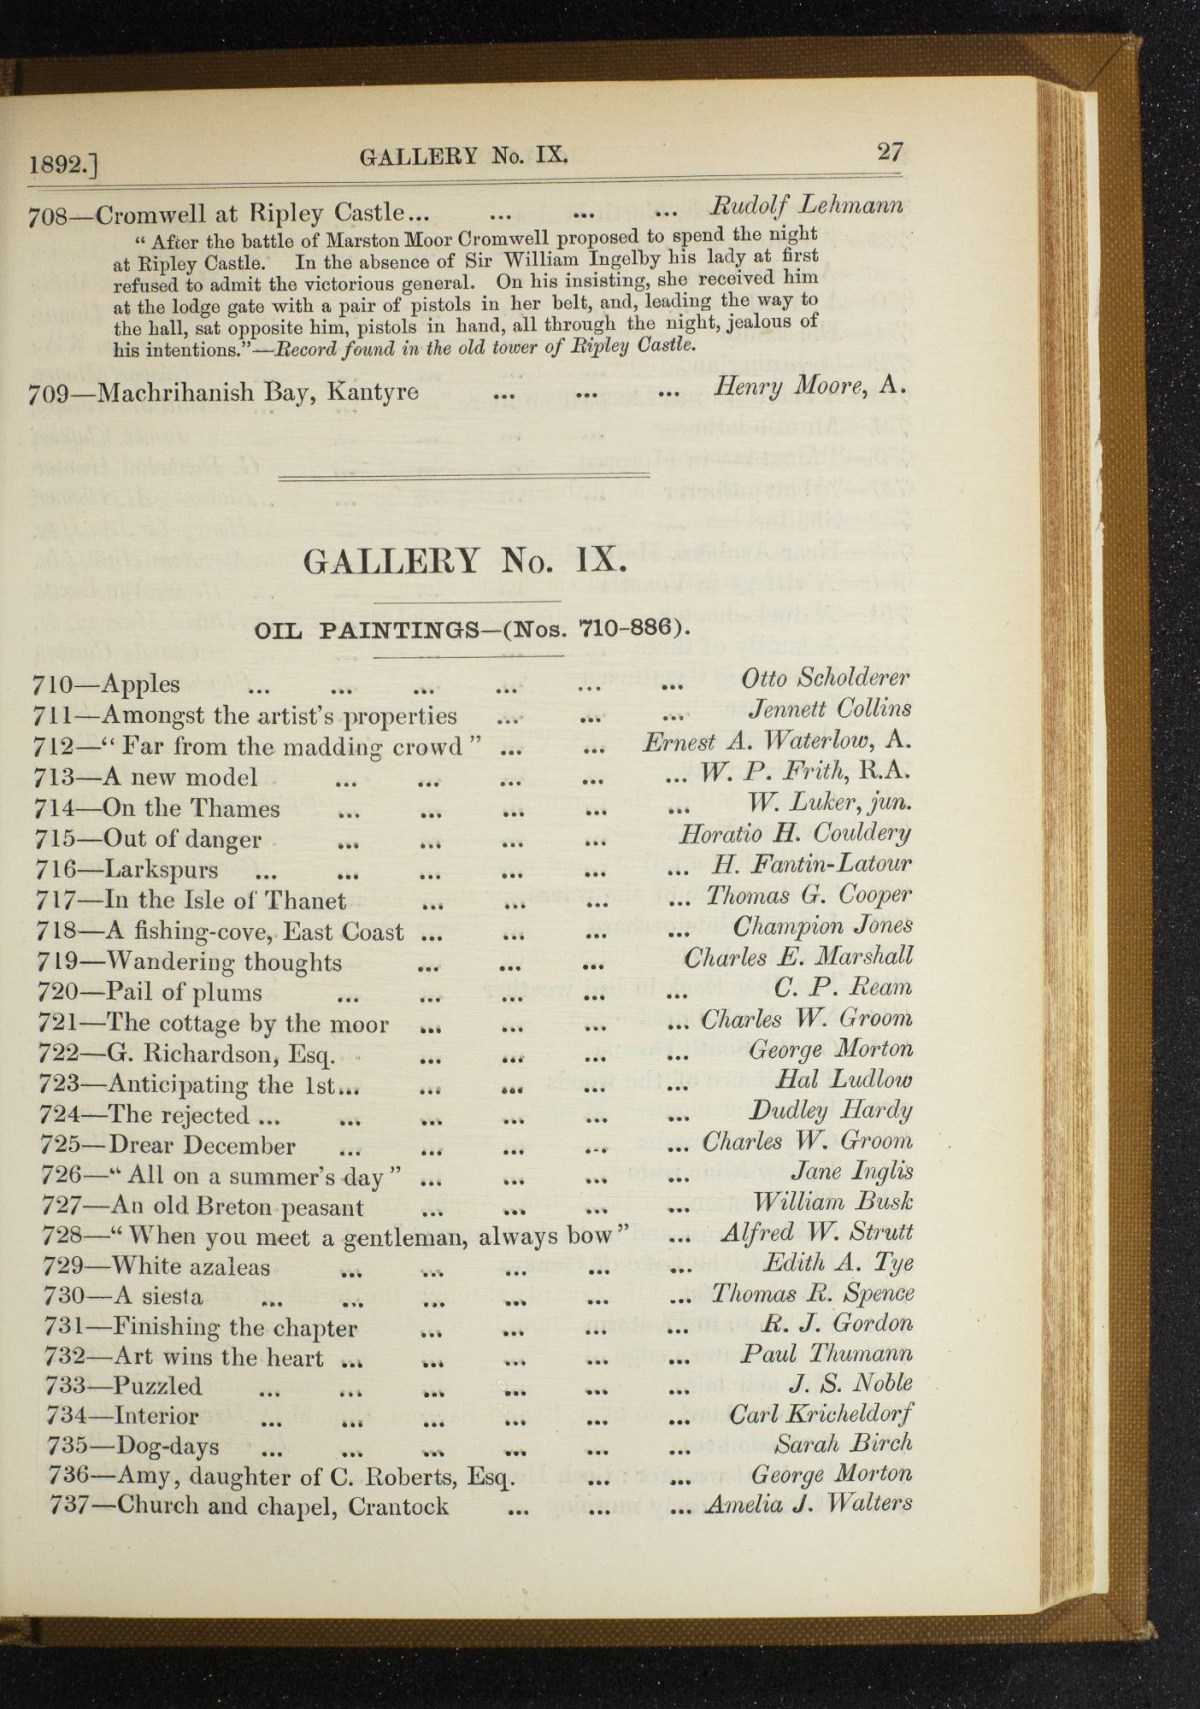 1892.] GALLERY No. IX. 27
708—Cromwell at Ripley Castle... ... ... ... Rudolf Lehmann
“ After the battle of Marston Moor Cromwell proposed to spend the night
at Ripley Castle. In the absence of Sir William Ingelby his lady at first
refused to admit the victorious general. On his insisting, she received him
at the lodge gate with a pair of pistols in her belt, and, leading the way to
the hall, sat opposite him, pistols in hand, all through the night, jealous of
his intentions.”—Record found in the old tower of Ripley Castle.
709—Machrihanish Bay, Kantyre ... ... ... Henry Moore, A.
GALLERY No. IX.
OIL PAINTINGS—(Nos. 710-886).
710—Apples ... ... ... ... ... ... Otto Scholderer
711—Amongst the artist's properties ... ... ... Jennett Collins
712—“ Far from the madding crowd ” ... ... Ernest A. Waterlow, A.
713—A new model ... ... ... ... ... W. P. Frith, R.A.
714—On the Thames ... ... ... ... ... W. Luker, jun.
715—Out of danger ... ... ... ... Horatio H. Couldery
716—Larkspurs ... ... ... ... ... ... H. Fantin-Latour
717—In the Isle of Thanet ... ... ... ... Thomas G. Cooper
718—A fishing-cove, East Coast ... ... ... ... Champion Jones
719—Wandering thoughts ... ... ... Charles E. Marshall
720—Pail of plums ... ... ... ... ... C. P. Ream
721—The cottage by the moor ... ... ... ... Charles W. Groom
722—G. Richardson, Esq. ... ... ... ... George Morton
723—Anticipating the 1st... ... ... ... ... Hal Ludlow
724—The rejected ... ... ... ... ... ... Dudley Hardy
725—Drear December ... ... ... ... ... Charles W. Groom
726—“ All on a summer's day ” ... ... ... ... Jane Inglis
727—An old Breton peasant ... ... ... ... William Busk
728—“ When you meet a gentleman, always bow ” ... Alfred W. Strutt
729—White azaleas ... ... ... ... ... Edith A. Tye
730—A siesta ... ... ... ... ... ... Thomas R. Spence
731—Finishing the chapter ... ... ... ... R. J. Gordon
732—Art wins the heart ... ... ... ... ... Paul Thumann
733—Puzzled ... ... ... ... ... ... J. S. Noble
734—Interior ... ... ... ... ... ... Carl Kricheldorf
735—Dog-days ... ... ... ... ... ... Sarah Birch
736—Amy, daughter of C. Roberts, Esq. ... ... George Morton
737—Church and chapel, Crantock ... ... ... Amelia J. Walters